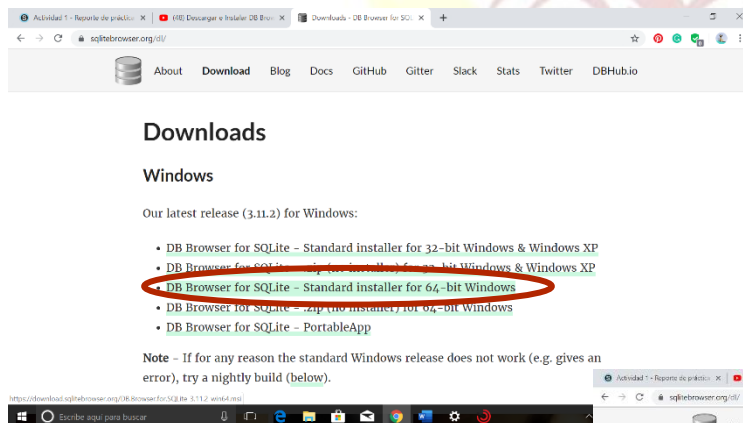 Actividad 1 - Reporte de práctica (48) Descargar e Instalar DB Brow Downloads - DB Browser for SQL
sqlitebrowser.org/dl/
About Download Blog Docs GitHub Gitter Slack Stats Twitter DBHub.io
Downloads
Windows
Our latest release (3.11.2) for Windows:
• DB Browser for SQLite - Standard installer for 32-bit Windows & Windows XP
• DB Browser for SQLite - .zip (no installer) for 32-bit Windows & Windows XP
• DB Browser for SQLite - Standard installer for 64-bit Windows
• DB Browser for SQLite - .zip (no installer) for 64-bit Windows
• DB Browser for SQLite - PortableApp
Note - If for any reason the standard Windows release does not work (e.g. gives an
error), try a nightly build (below).
Actividad 1 - Reporte de práctica
https://download.sqlitebrowser.org/DB.Browser.for.SQLite-3.11.2-win64.msi
sqlitebrowser.org/dl/
Escribe aquí para buscar